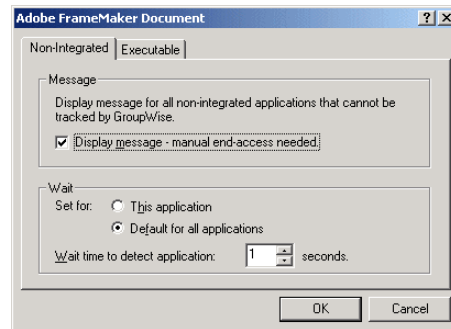 Adobe FrameMaker Document
Non-Integrated
Executable
Message
Display message for all non-integrated applications that cannot be
tracked by GroupWise.
Display message - manual end-access needed.
Wait
Set for:
This application
Default for all applications
Wait time to detect application: 1 seconds.
OK
Cancel